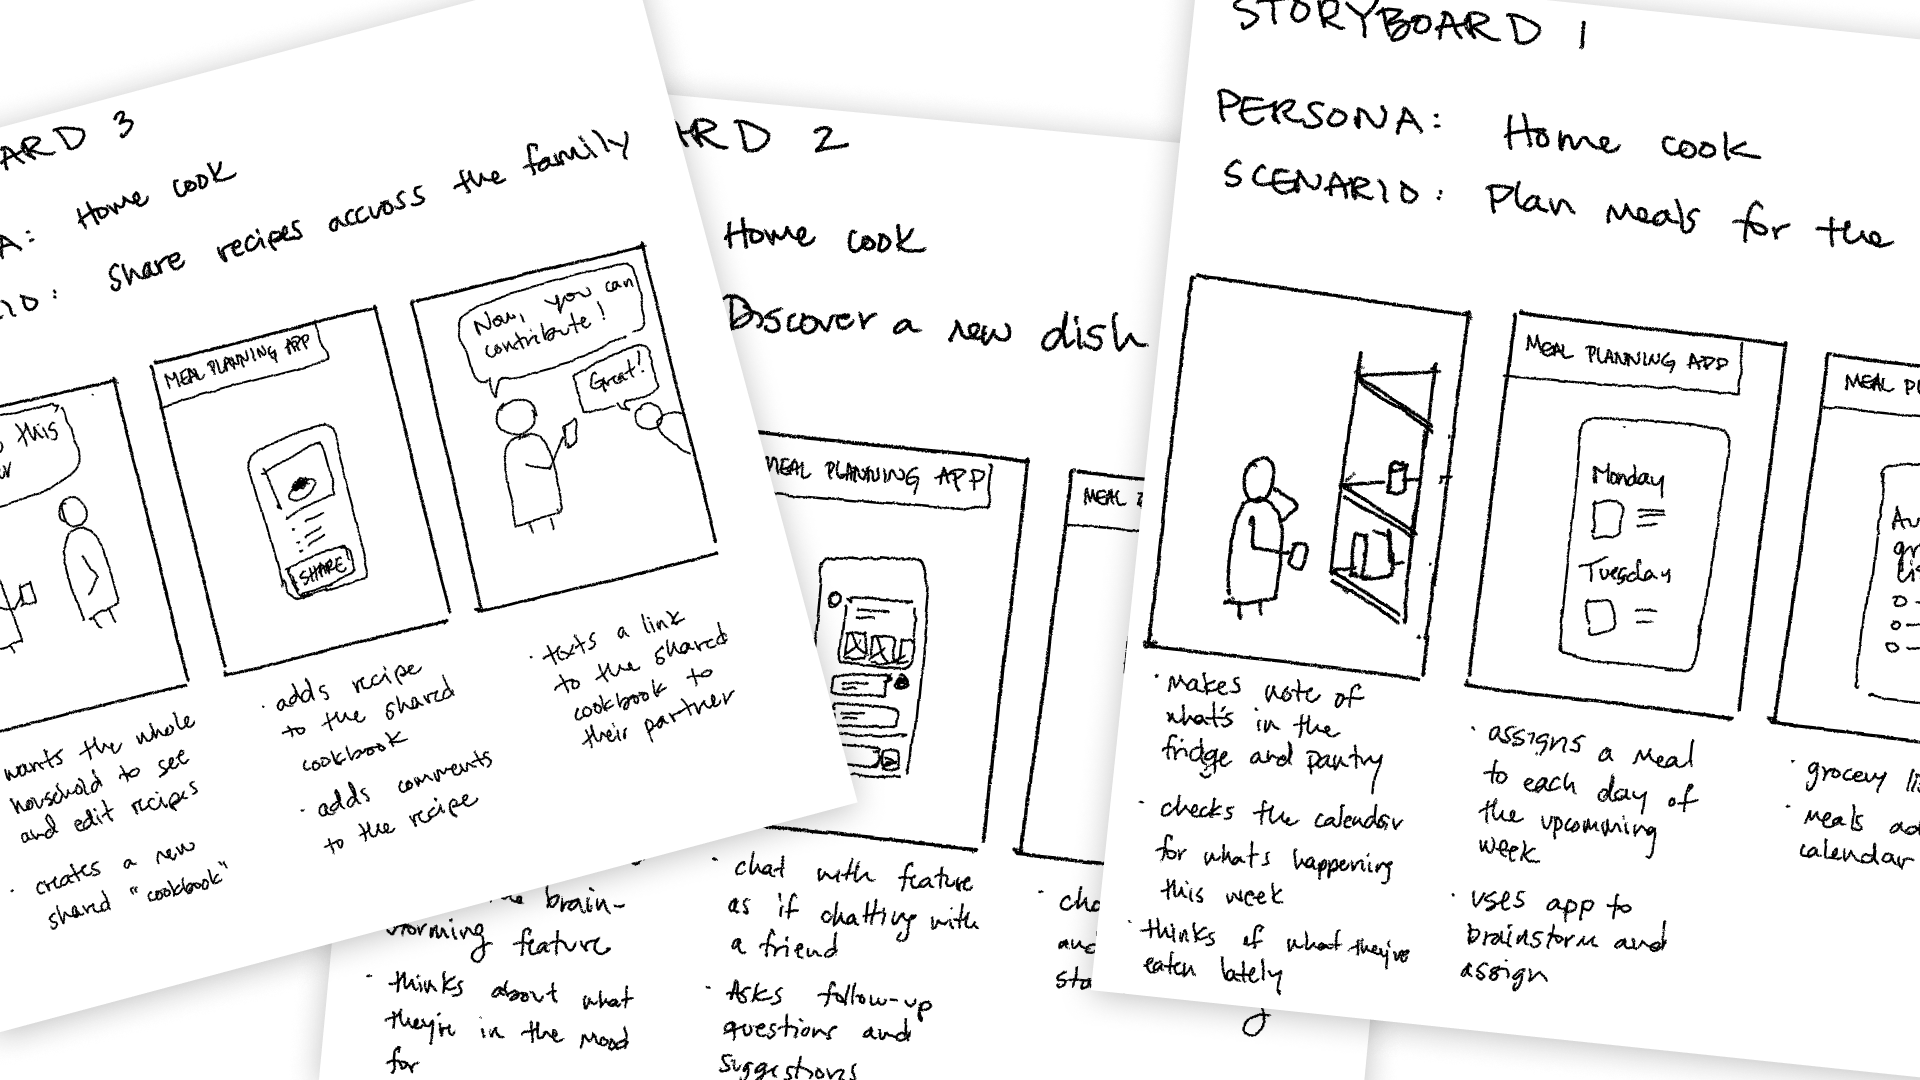 ARD 3
A: Home cook
IO: Share recipes accross the family
this
MEAL PLANNING APP
SHARE
Now, you can
contribute!
Great!
wants the whole
household to see
and edit recipes
· creates a new
shared "cookbook"
· adds recipe
to the shared
cookbook
· adds comments
to the recipe
· texts a link
to the shared
cookbook to
their partner
ARD 2
Home cook
Discover a new dish
MEAL PLANNING APP
MEAL
brain-
storming feature
· thinks about what
they're in the mood
for
· chat with feature
as if chatting with
a friend
· Asks follow-up
questions and
suggestions
STORYBOARD 1
PERSONA: Home cook
SCENARIO: Plan meals for the
MEAL PLANNING APP
Monday
Tuesday
MEAL PL
· makes note of
what's in the
fridge and pantry
· checks the calendar
for whats happening
this week
· thinks of what they've
eaten lately
· assigns a meal
to each day of
the upcomming
week
· uses app to
brainstorm and
assign
· grocery li
· meals ad
calendar